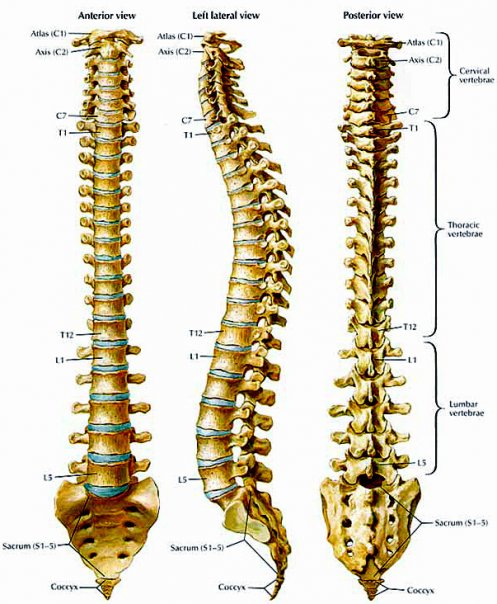 Anterior view
Atlas (C1)
Axis (C2)
C7
T1
T12
L1
L5
Sacrum (S1–5)
Coccyx
Left lateral view
Atlas (C1)
Axis (C2)
C7
T1
T12
L1
L5
Sacrum (S1–5)
Coccyx
Posterior view
Atlas (C1)
Axis (C2)
Cervical
vertebrae
C7
T1
Thoracic
vertebrae
T12
L1
Lumbar
vertebrae
L5
Sacrum (S1–5)
Coccyx